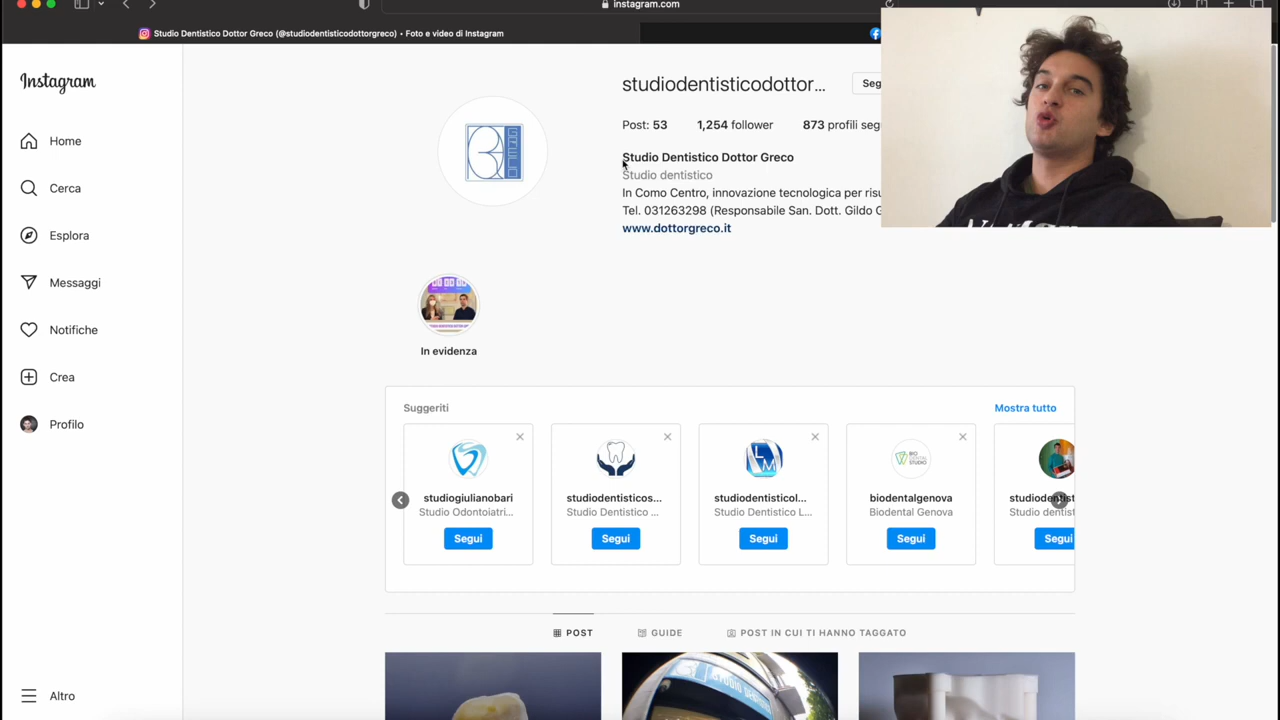 instagram.com
Studio Dentistico Dottor Greco (@studiodentisticodottorgreco) • Foto e video di Instagram
Instagram
Home
Cerca
Esplora
Messaggi
Notifiche
Crea
Profilo
Altro
studiodentisticodottor...
Seg
Post: 53 1,254 follower 873 profili seg
Studio Dentistico Dottor Greco
Studio dentistico
In Como Centro, innovazione tecnologica per risu
Tel. 031263298 (Responsabile San. Dott. Gildo G
www.dottorgreco.it
In evidenza
Suggeriti Mostra tutto
studiogiulianobari
Studio Odontoiatri...
Segui
studiodentisticos...
Studio Dentistico ...
Segui
studiodentisticol...
Studio Dentistico L...
Segui
biodentalgenova
Biodental Genova
Segui
studiodentist
Studio dentist
Segui
POST GUIDE POST IN CUI TI HANNO TAGGATO